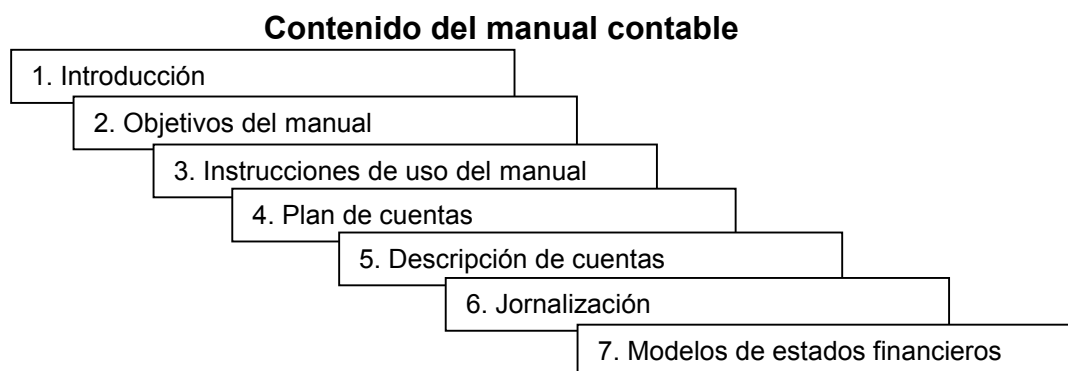 Contenido del manual contable
1. Introducción
2. Objetivos del manual
3. Instrucciones de uso del manual
4. Plan de cuentas
5. Descripción de cuentas
6. Jornalización
7. Modelos de estados financieros